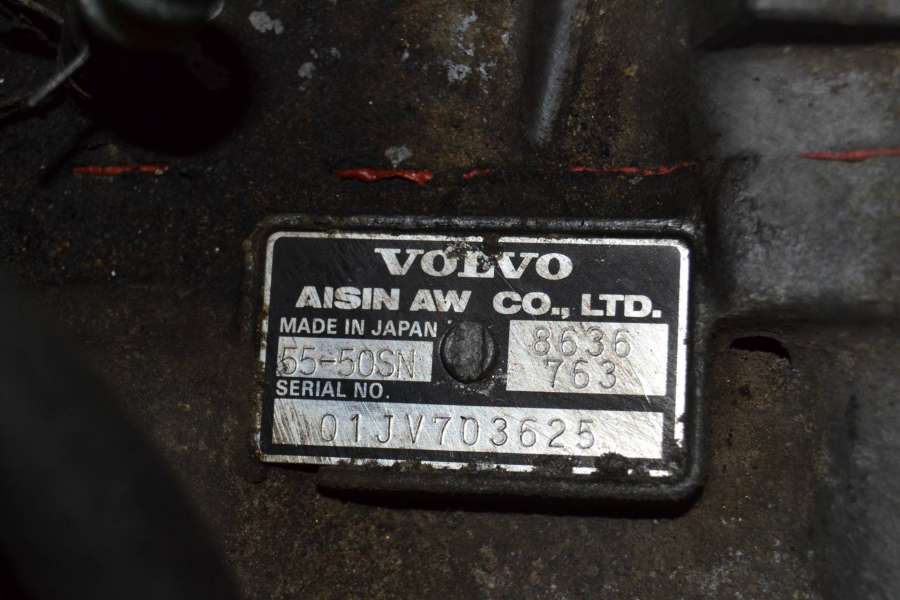 VOLVO
AISIN AW CO., LTD.
MADE IN JAPAN
55-50SN
8636
763
SERIAL NO.
01JV703625